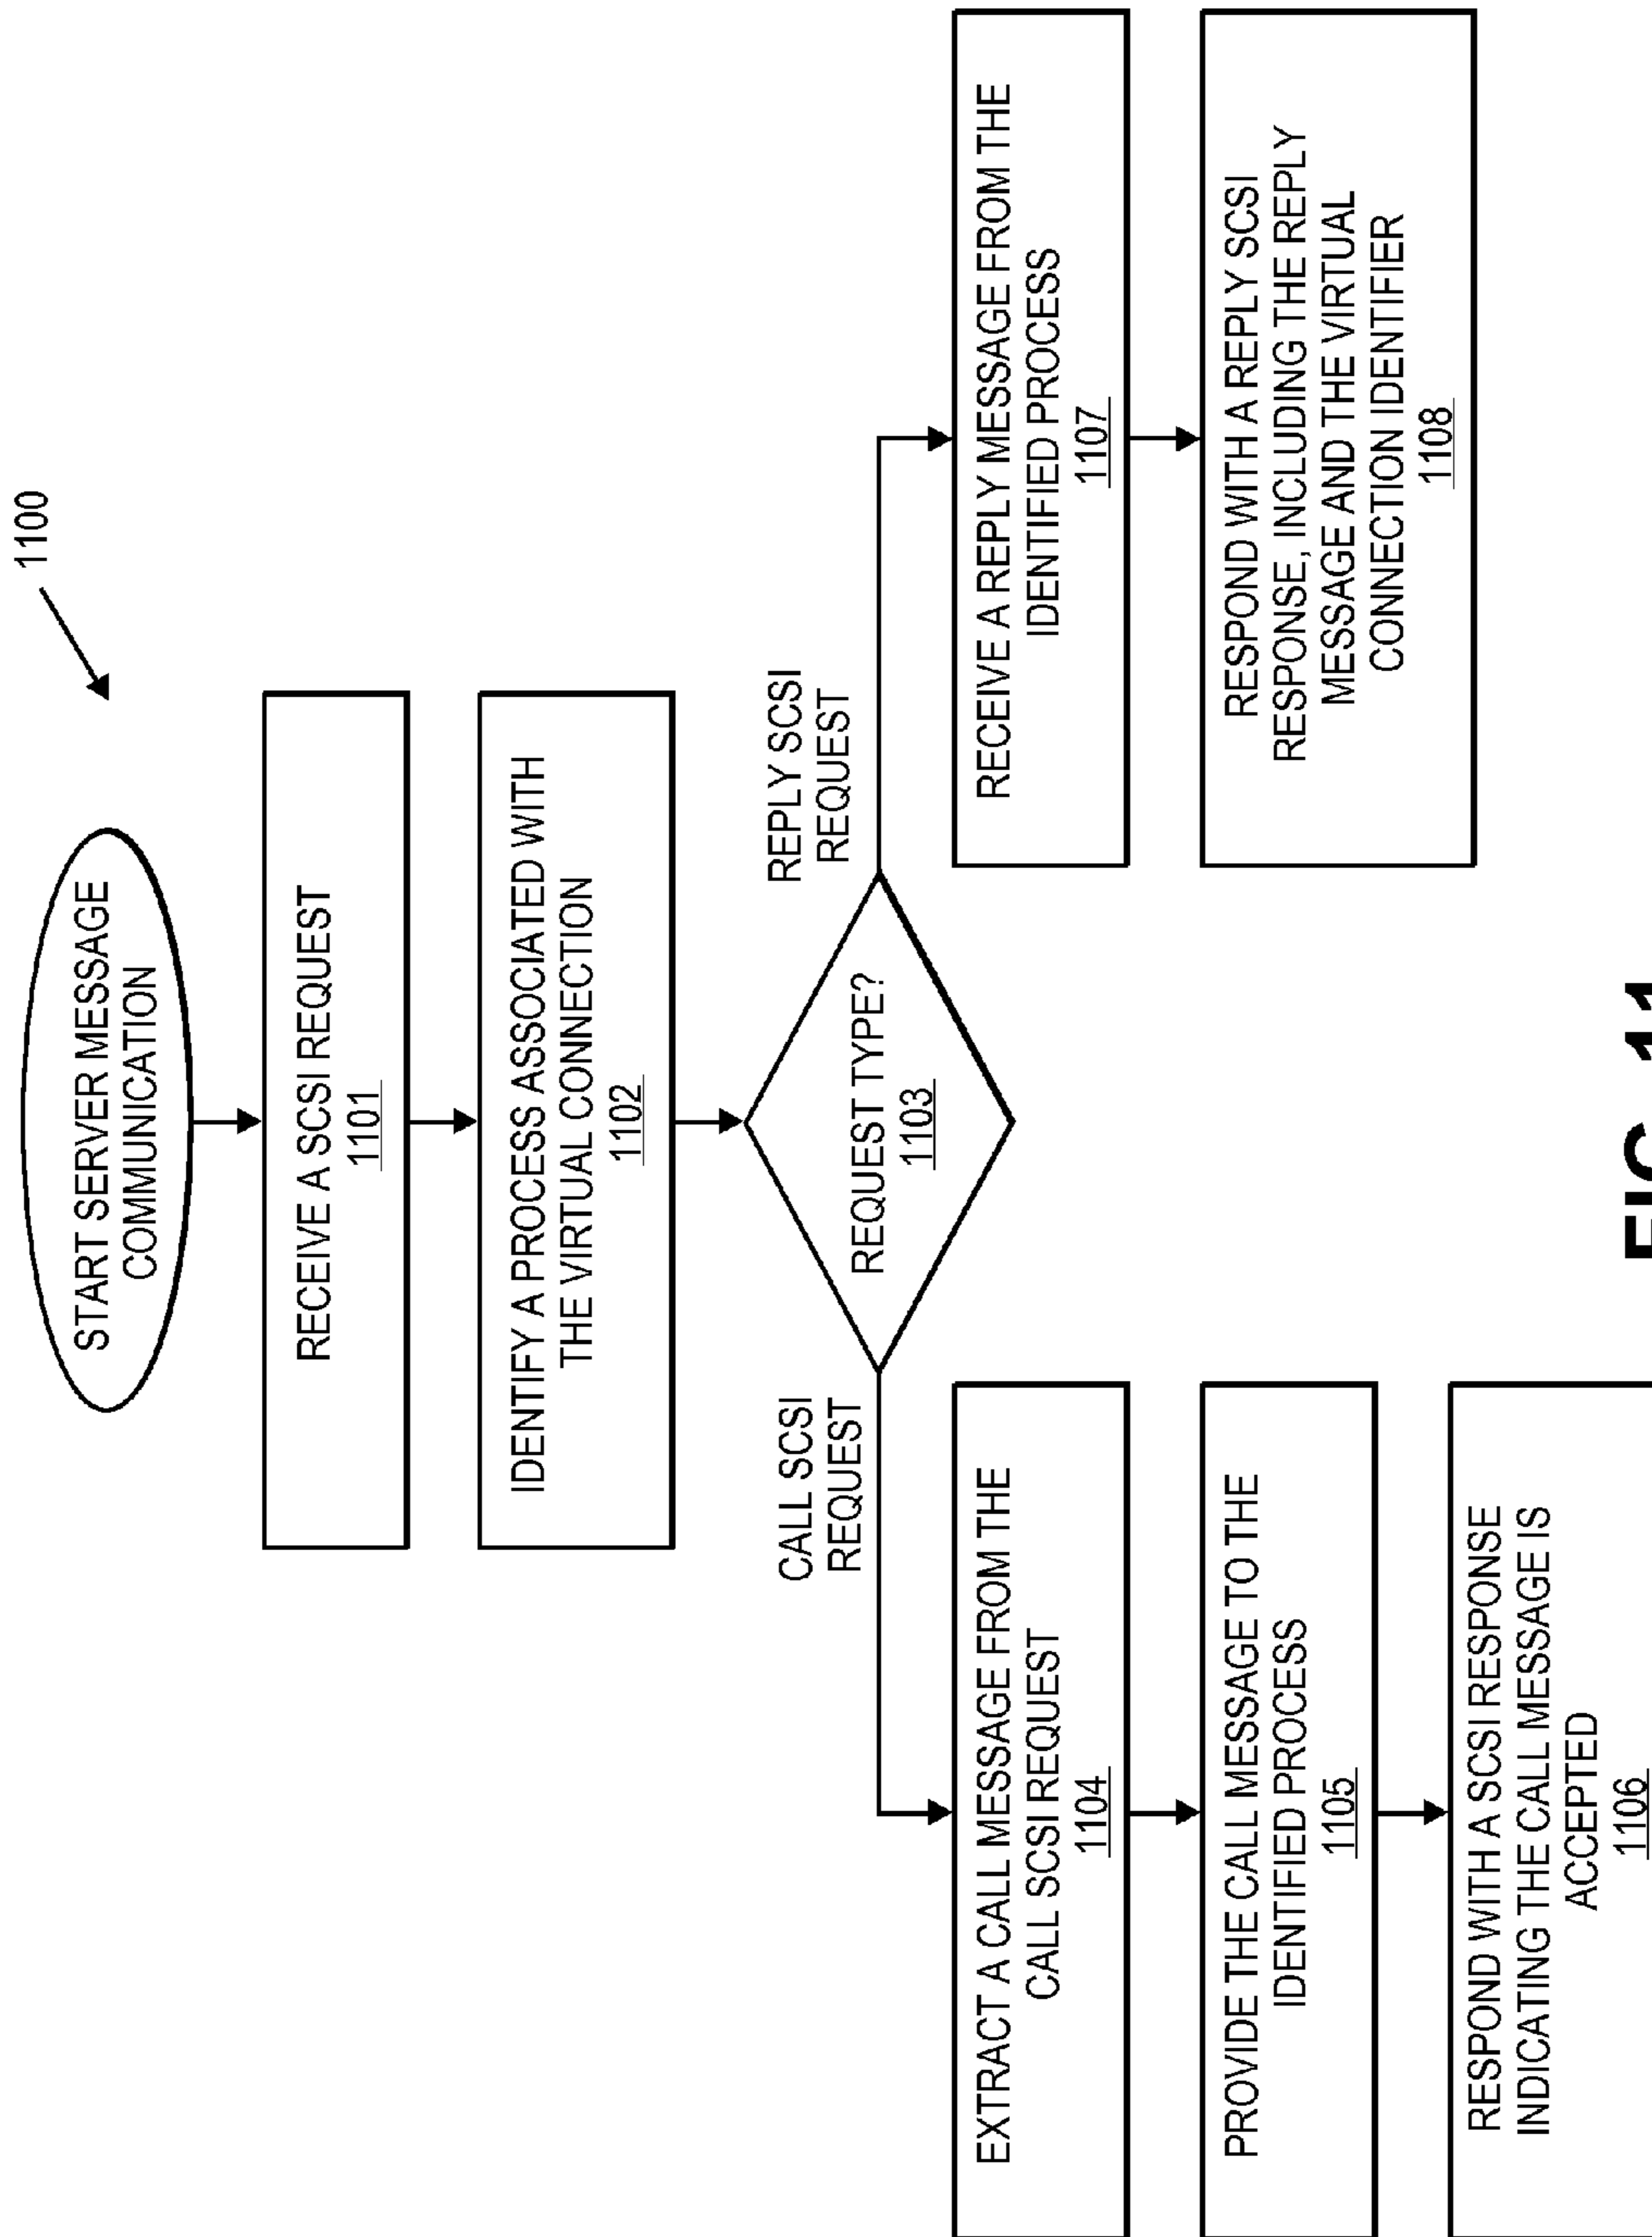 1100
START SERVER MESSAGE
COMMUNICATION
RECEIVE A SCSI REQUEST
1101
IDENTIFY A PROCESS ASSOCIATED WITH
THE VIRTUAL CONNECTION
1102
REQUEST TYPE?
1103
CALL SCSI
REQUEST
EXTRACT A CALL MESSAGE FROM THE
CALL SCSI REQUEST
1104
PROVIDE THE CALL MESSAGE TO THE
IDENTIFIED PROCESS
1105
RESPOND WITH A SCSI RESPONSE
INDICATING THE CALL MESSAGE IS
ACCEPTED
1106
REPLY SCSI
REQUEST
RECEIVE A REPLY MESSAGE FROM THE
IDENTIFIED PROCESS
1107
RESPOND WITH A REPLY SCSI
RESPONSE, INCLUDING THE REPLY
MESSAGE AND THE VIRTUAL
CONNECTION IDENTIFIER
1108
FIG. 11